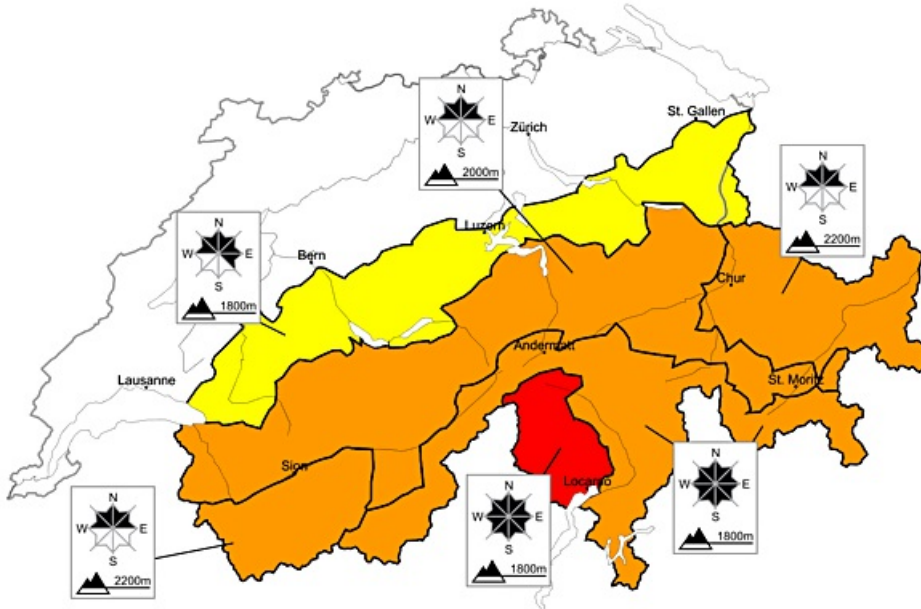 N
W E
S
2000m
St. Gallen
Zürich
N
W E
S
2200m
N
W E
S
1800m
Luzern
Bern
Chur
Andermatt
Lausanne
St. Moritz
Sion
Locarno
N
W E
S
2200m
N
W E
S
1800m
N
W E
S
1800m